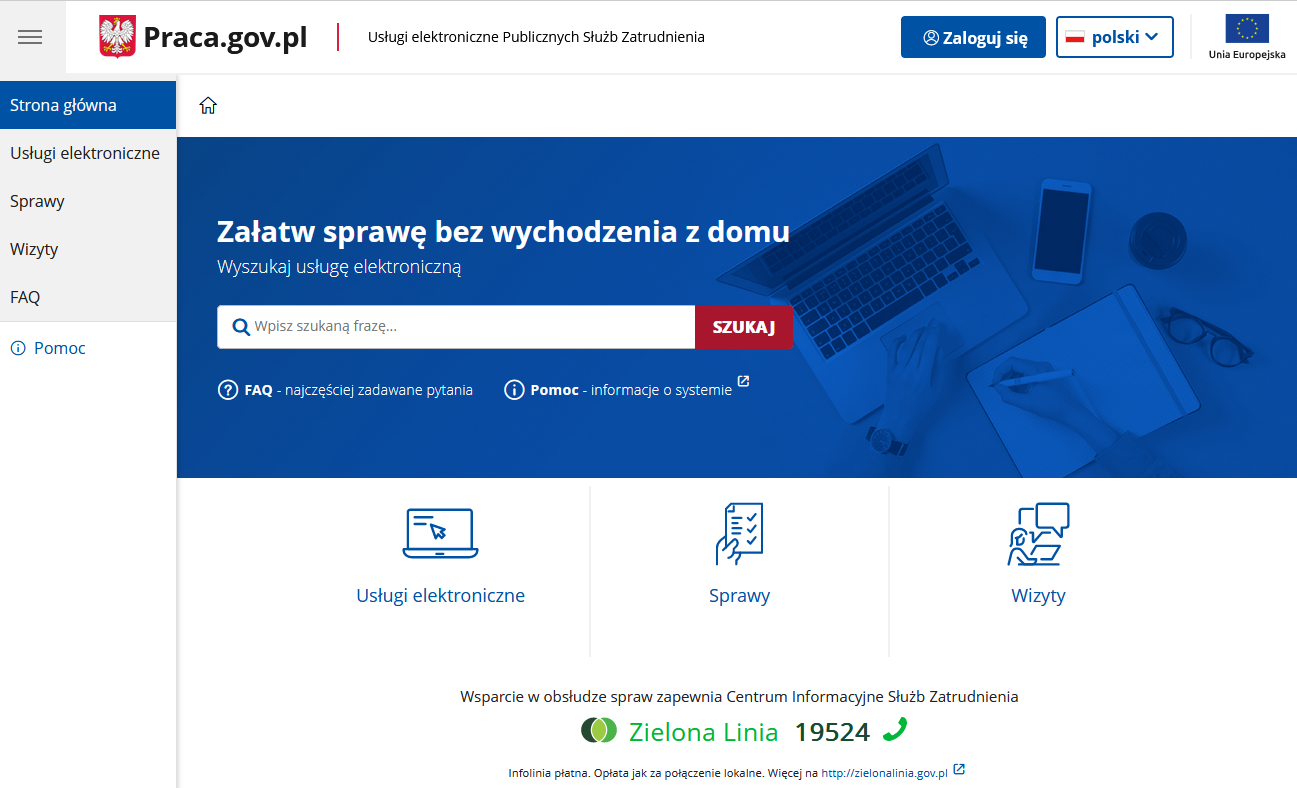 Praca.gov.pl
Usługi elektroniczne Publicznych Służb Zatrudnienia
Zaloguj się
polski
Unia Europejska
Strona główna
Usługi elektroniczne
Sprawy
Wizyty
FAQ
Pomoc
Załatw sprawę bez wychodzenia z domu
Wyszukaj usługę elektroniczną
Wpisz szukaną frazę...
SZUKAJ
FAQ - najczęściej zadawane pytania
Pomoc - informacje o systemie
Usługi elektroniczne
Sprawy
Wizyty
Wsparcie w obsłudze spraw zapewnia Centrum Informacyjne Służb Zatrudnienia
Zielona Linia 19524
Infolinia płatna. Opłata jak za połączenie lokalne. Więcej na http://zielonalinia.gov.pl